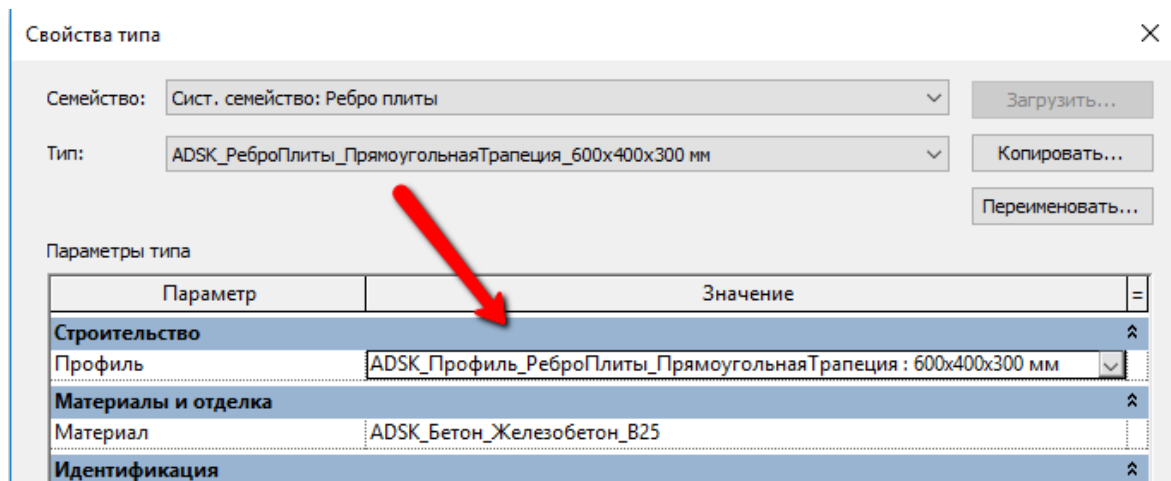 Свойства типа
Семейство: Сист. семейство: Ребро плиты Загрузить...
Тип: ADSK_РеброПлиты_ПрямоугольнаяТрапеция_600x400x300 мм Копировать...
Переименовать...
Параметры типа
Параметр Значение =
Строительство
Профиль ADSK_Профиль_РеброПлиты_ПрямоугольнаяТрапеция : 600x400x300 мм
Материалы и отделка
Материал ADSK_Бетон_Железобетон_B25
Идентификация